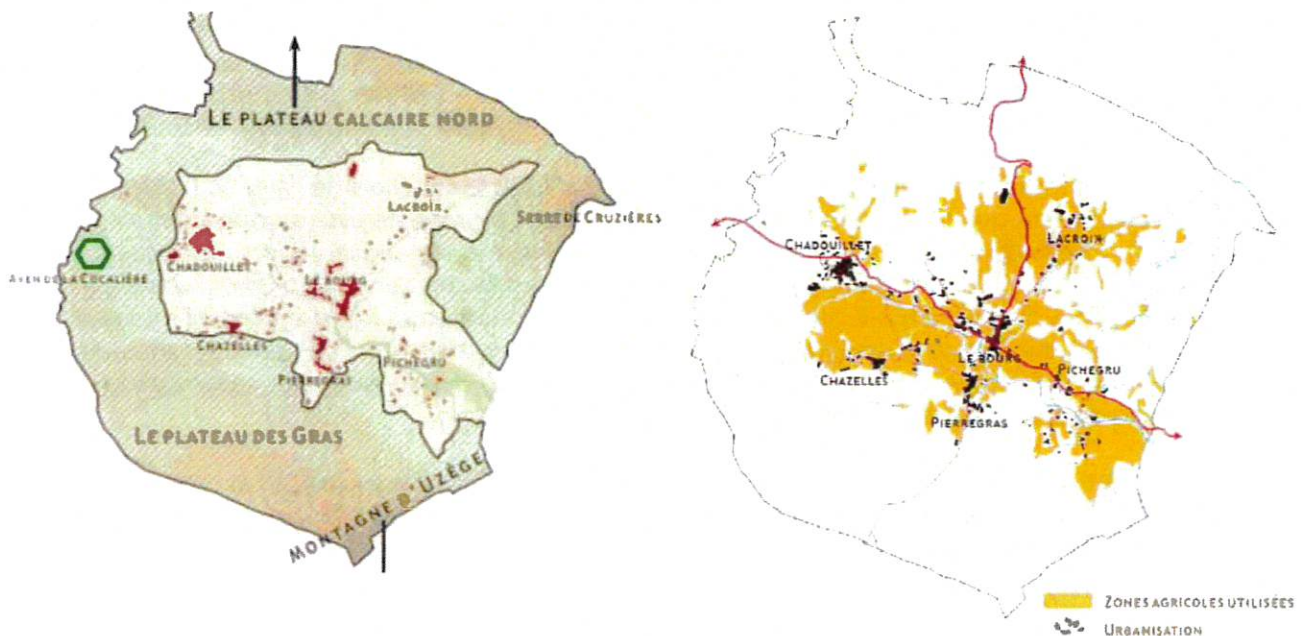 LE PLATEAU CALCAIRE NORD
LACROIX
SERRE DE CRUZIÈRES
CHADOUILLET
AVEN DE LA COCALIÈRE
LE BOURG
CHAZELLES
PICHEGRU
PIERREGRAS
LE PLATEAU DES GRAS
MONTAGNE D'UZÈGE
CHADOUILLET
LACROIX
LE BOURG
PICHEGRU
CHAZELLES
PIERREGRAS
ZONES AGRICOLES UTILISÉES
URBANISATION